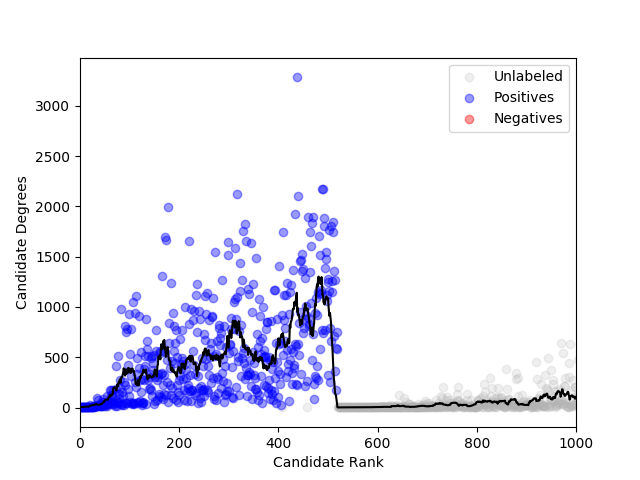 Unlabeled
Positives
Negatives
3000
2500
2000
1500
1000
500
0
Candidate Degrees
0 200 400 600 800 1000
Candidate Rank